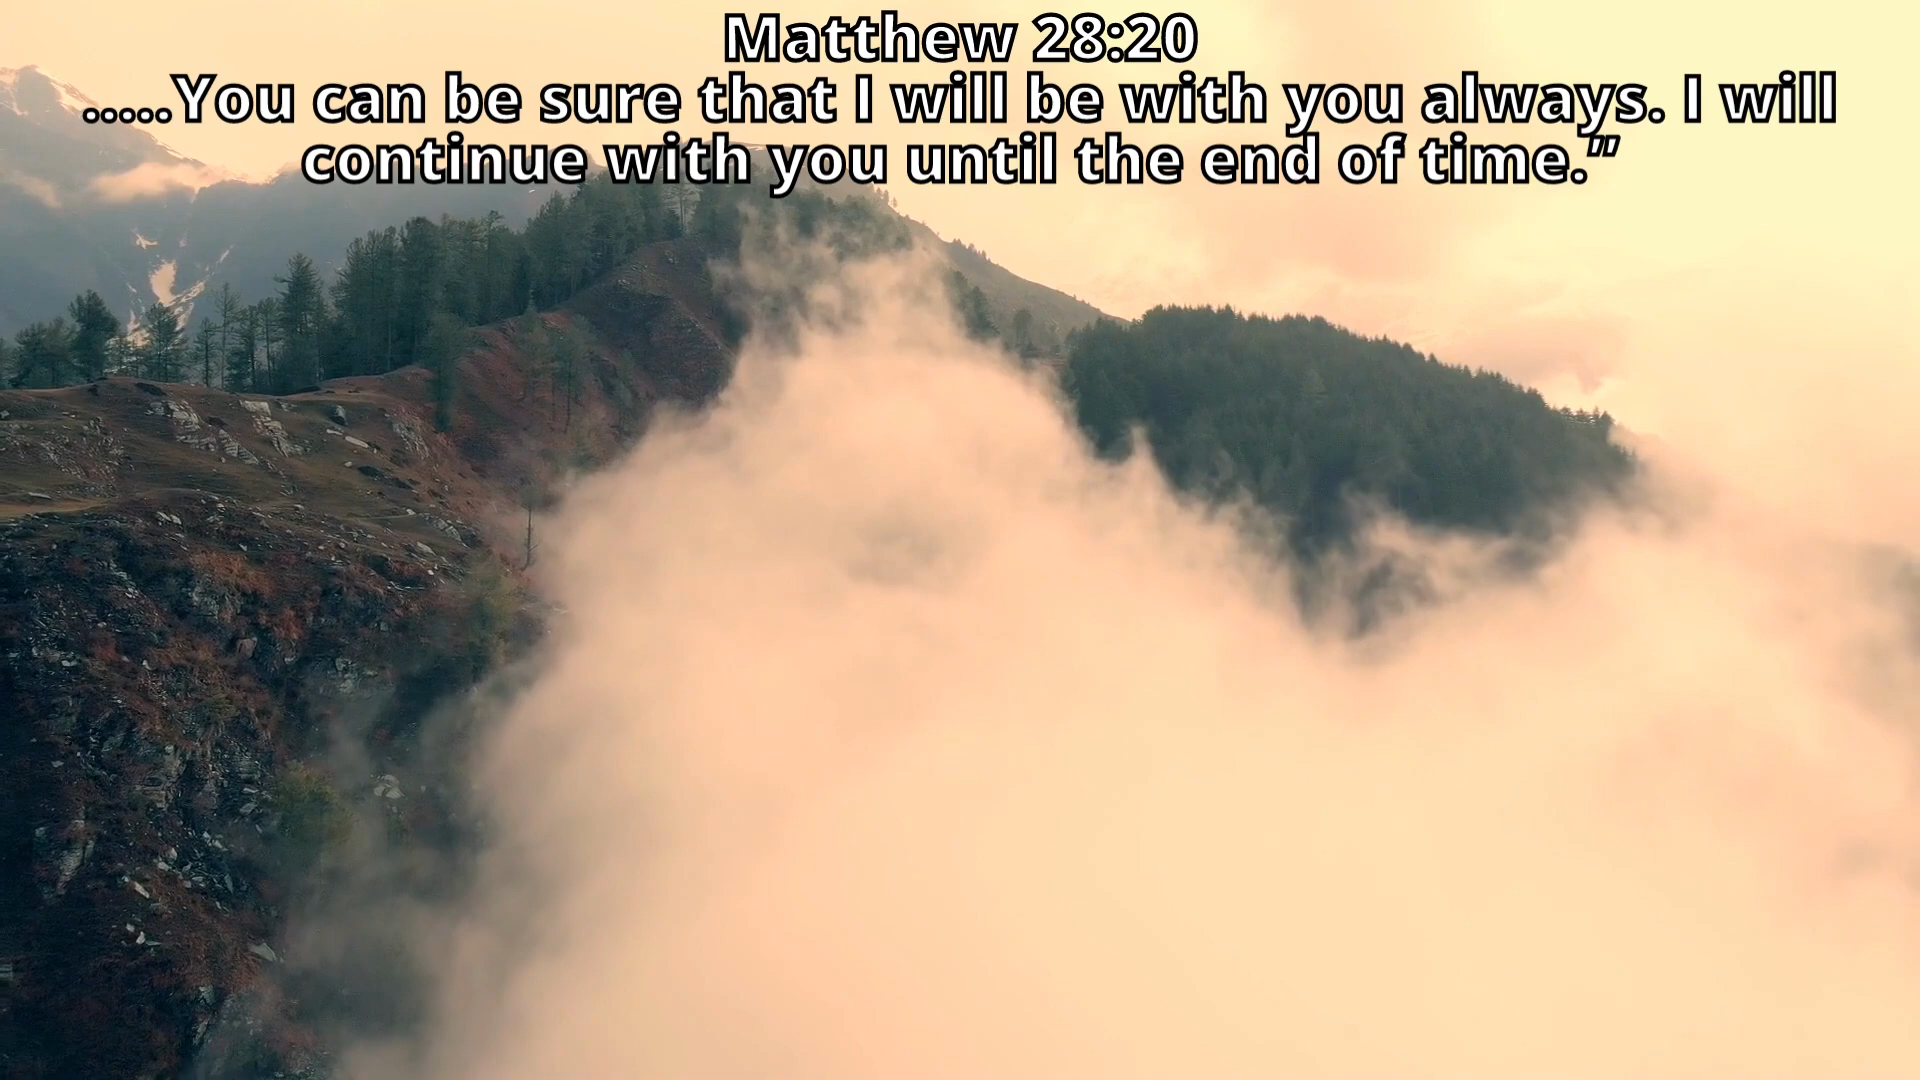 Matthew 28:20
.....You can be sure that I will be with you always. I will
continue with you until the end of time.”